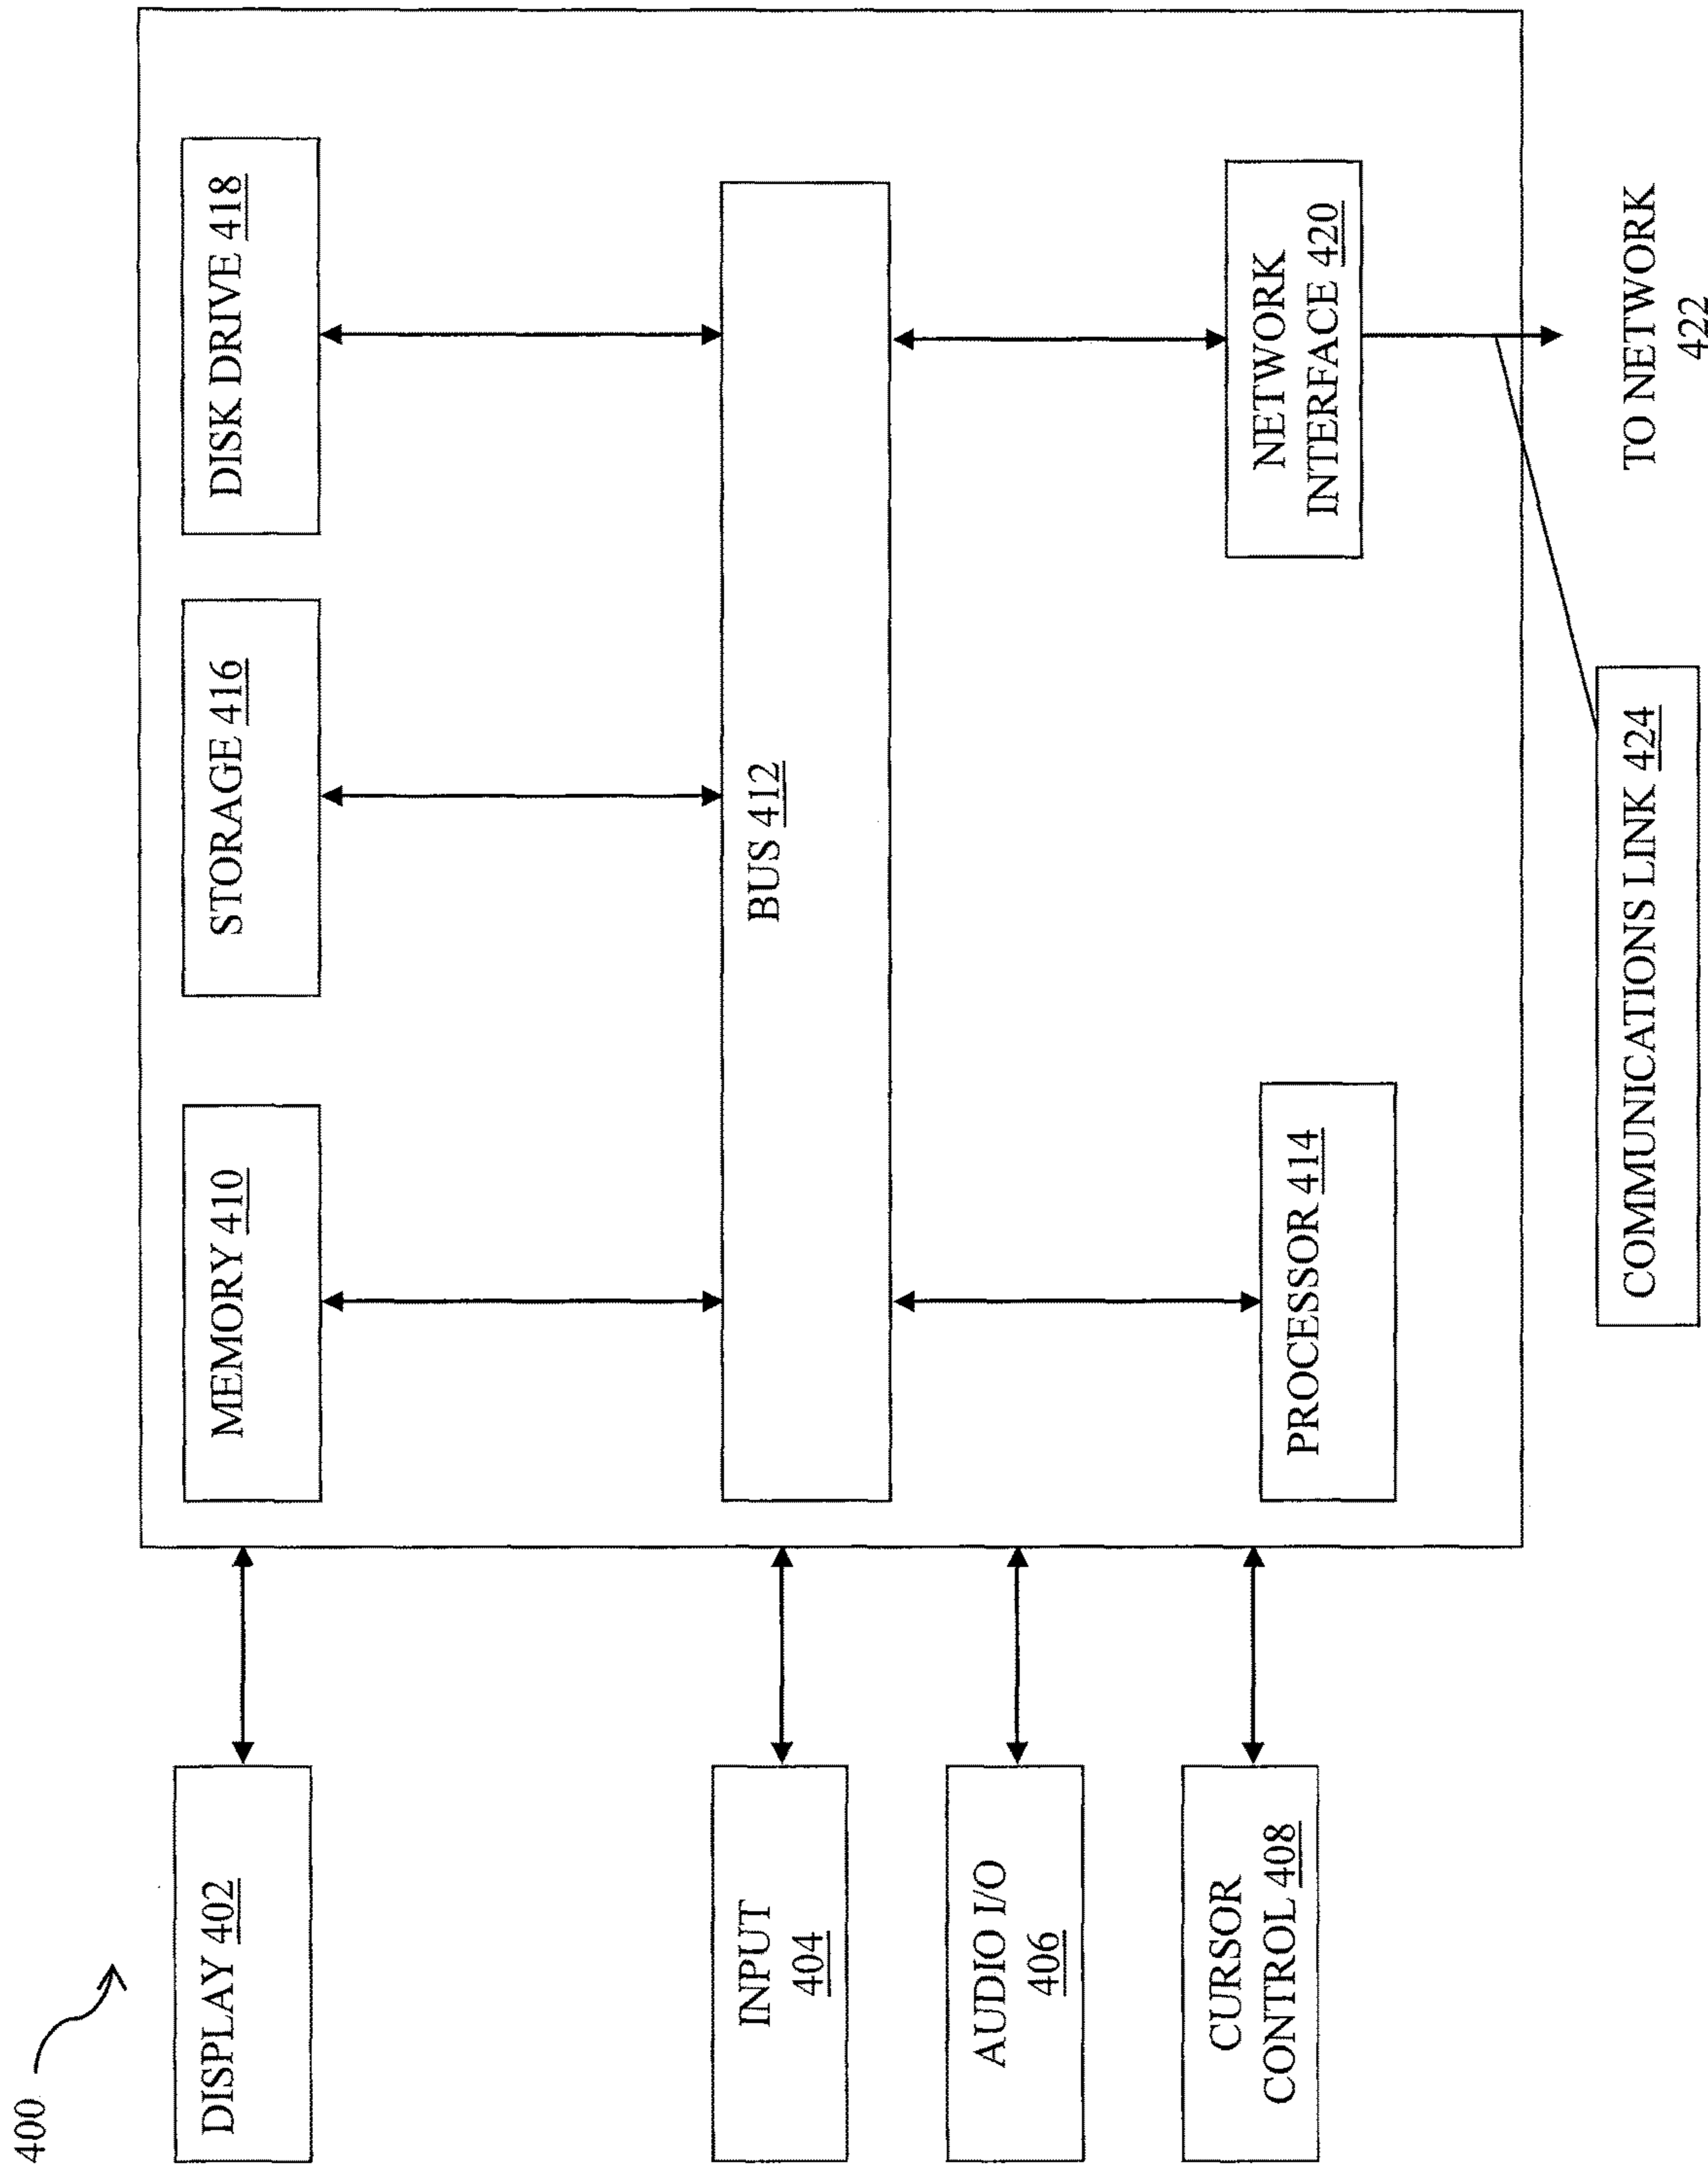 400
DISPLAY 402
MEMORY 410
STORAGE 416
DISK DRIVE 418
INPUT
404
BUS 412
AUDIO I/O
406
CURSOR
CONTROL 408
PROCESSOR 414
NETWORK
INTERFACE 420
COMMUNICATIONS LINK 424
TO NETWORK
422